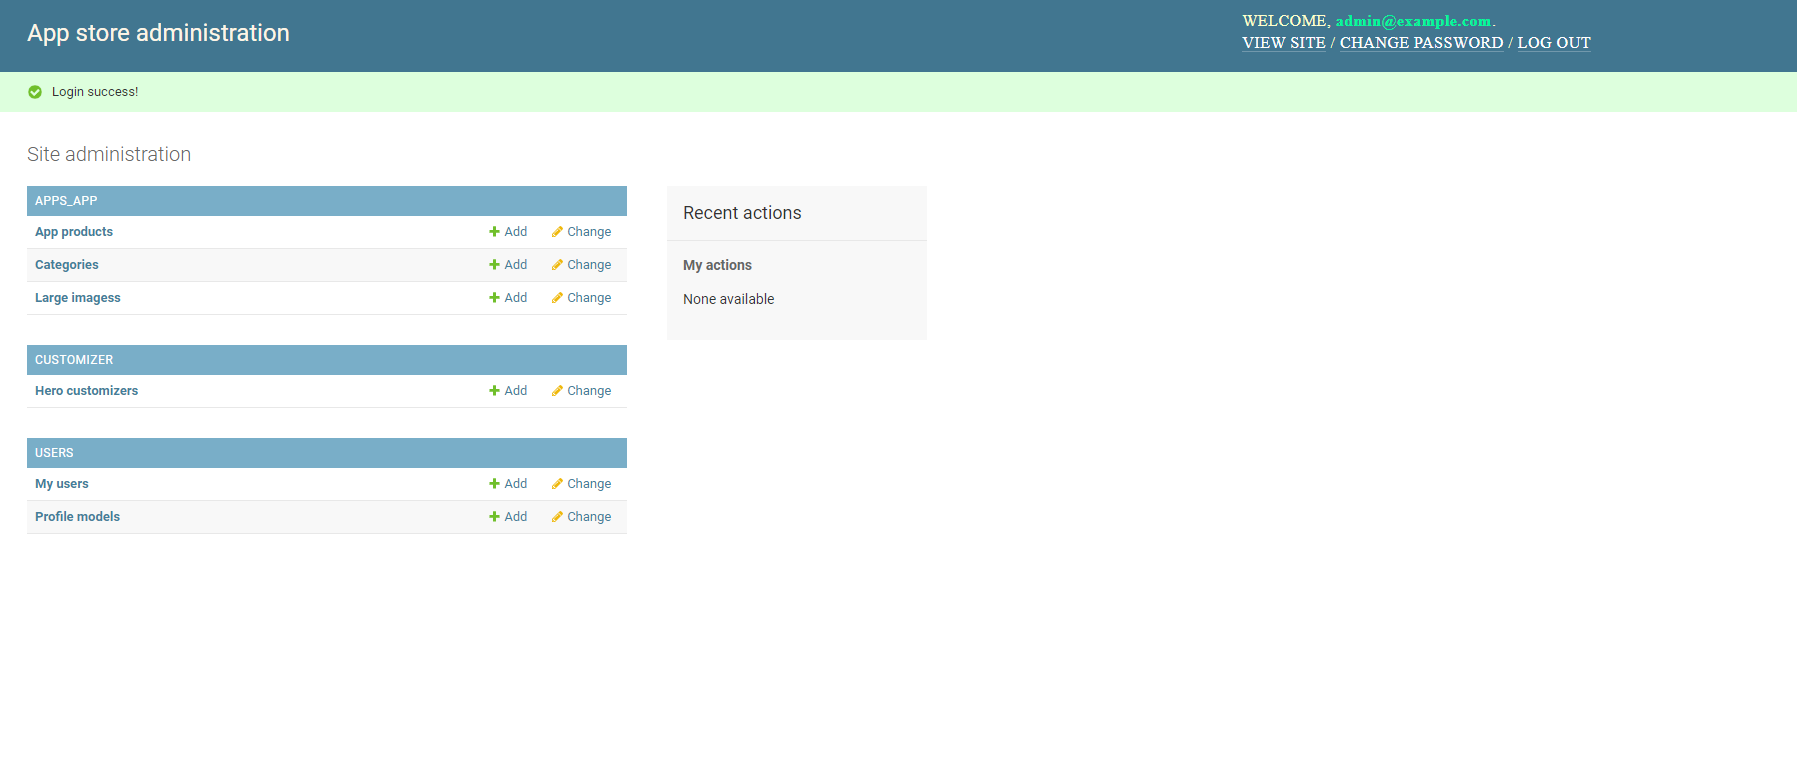 App store administration
WELCOME, admin@example.com.
VIEW SITE / CHANGE PASSWORD / LOG OUT
Login success!
Site administration
APPS_APP
App products Add Change
Categories Add Change
Large imagess Add Change
CUSTOMIZER
Hero customizers Add Change
USERS
My users Add Change
Profile models Add Change
Recent actions
My actions
None available